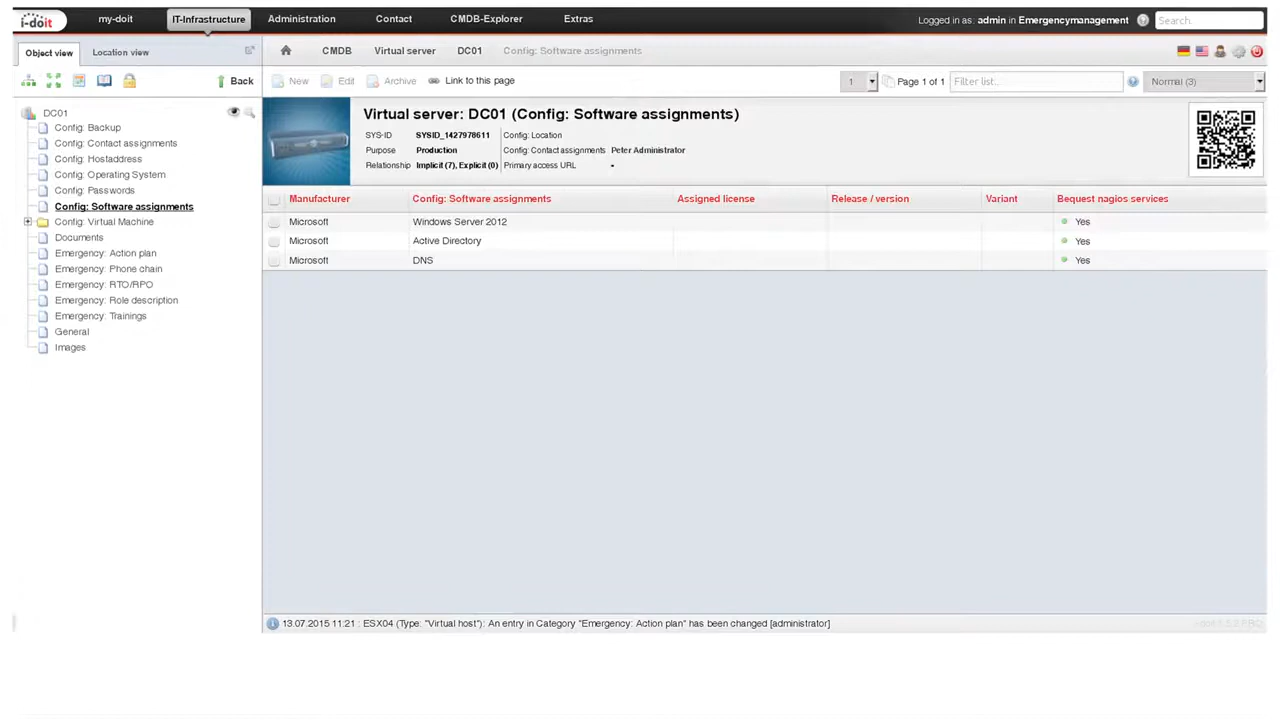 i-doit my-doit IT-Infrastructure Administration Contact CMDB-Explorer Extras Logged in as: admin in Emergencymanagement Search.
Object view Location view CMDB Virtual server DC01 Config: Software assignments
Back New Edit Archive Link to this page 1 Page 1 of 1 Filter list... Normal (3)
DC01
Config: Backup
Config: Contact assignments
Config: Hostaddress
Config: Operating System
Config: Passwords
Config: Software assignments
Config: Virtual Machine
Documents
Emergency: Action plan
Emergency: Phone chain
Emergency: RTO/RPO
Emergency: Role description
Emergency: Trainings
General
Images
Virtual server: DC01 (Config: Software assignments)
SYS-ID SYSID_1427978611 Config: Location
Purpose Production Config: Contact assignments Peter Administrator
Relationship Implicit (7), Explicit (0) Primary access URL -
Manufacturer Config: Software assignments Assigned license Release / version Variant Bequest nagios services
Microsoft Windows Server 2012 Yes
Microsoft Active Directory Yes
Microsoft DNS Yes
13.07.2015 11:21 : ESX04 (Type: "Virtual host"): An entry in Category "Emergency: Action plan" has been changed [administrator]